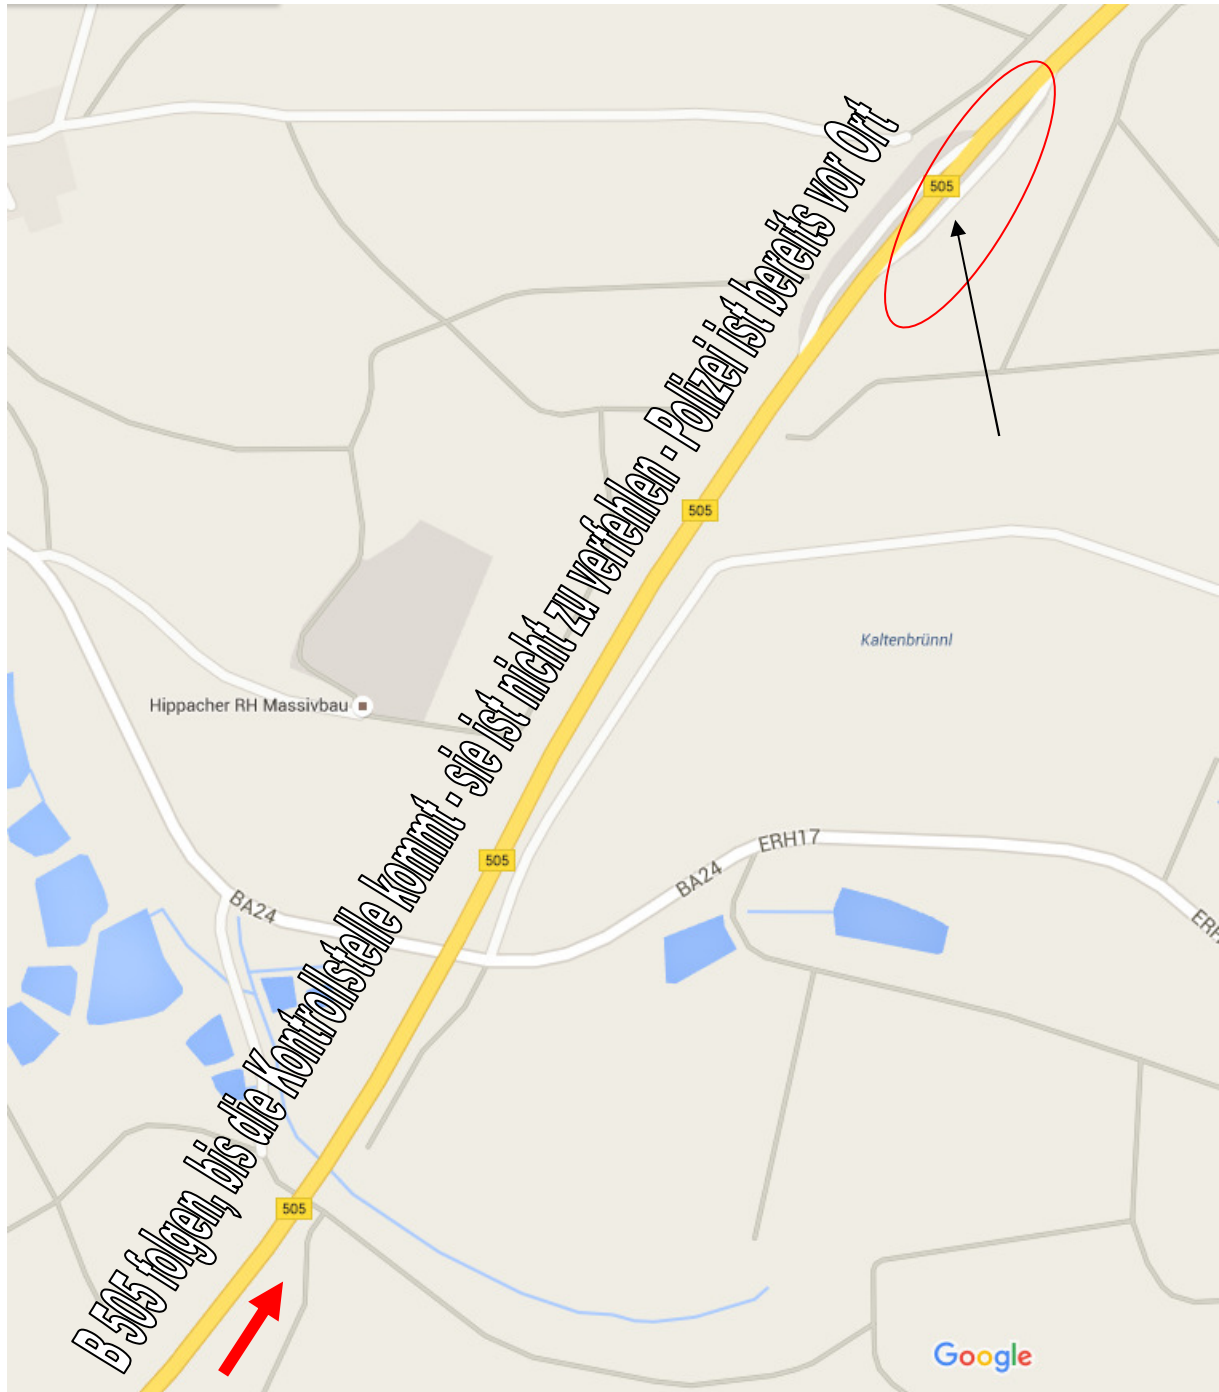 B 505 folgen, bis die Kontrollstelle kommt - sie ist nicht zu verfehlen - Polizei ist bereits vor Ort
505
505
Kaltenbrünnl
Hippacher RH Massivbau
505
ERH17
BA24
BA24
505
Google